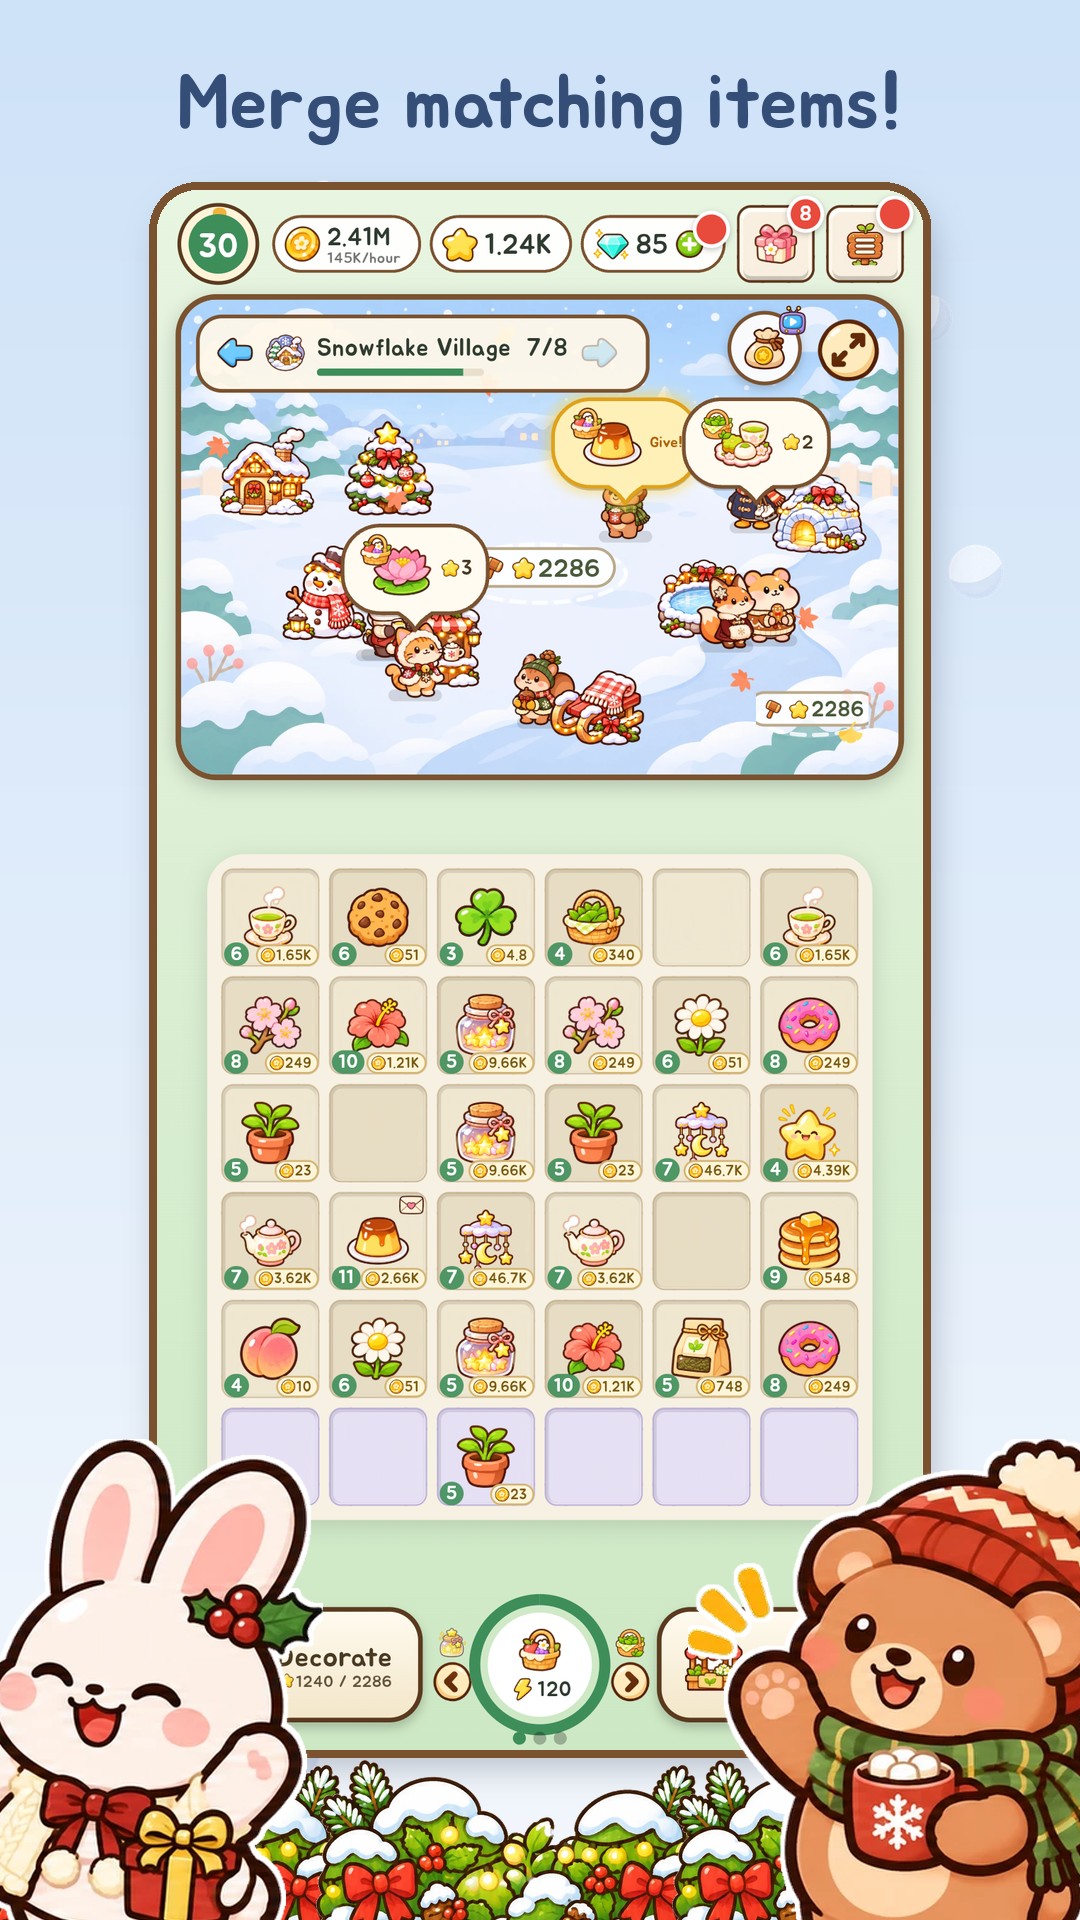 Merge matching items!
30
2.41M
145K/hour
1.24K
85
8
Snowflake Village 7/8
Give!
2
3
2286
2286
6 1.65K
6 51
3 4.8
4 340
6 1.65K
8 249
10 1.21K
5 9.66K
8 249
6 51
8 249
5 23
5 9.66K
5 23
7 46.7K
4 4.39K
7 3.62K
11 2.66K
7 46.7K
7 3.62K
9 548
4 10
6 51
5 9.66K
10 1.21K
5 748
8 249
5 23
Decorate
1240 / 2286
120